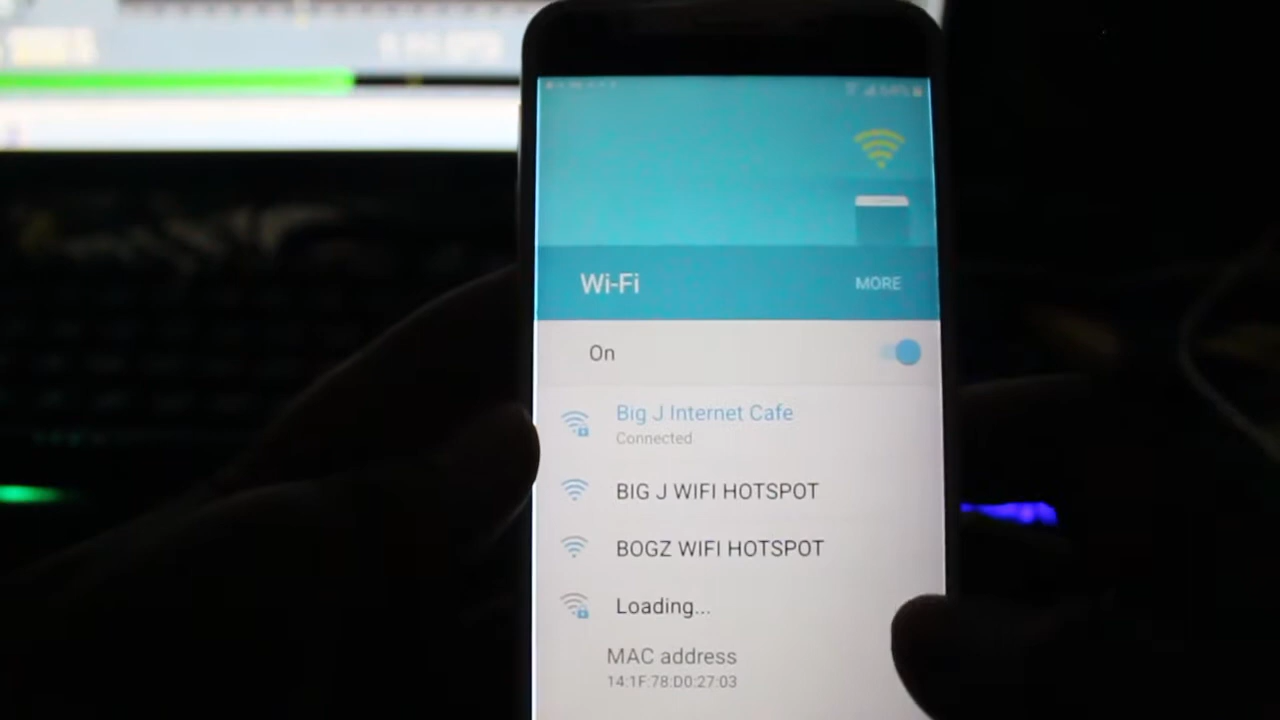 Wi-Fi
MORE
On
Big J Internet Cafe
Connected
BIG J WIFI HOTSPOT
BOGZ WIFI HOTSPOT
Loading...
MAC address
14:1F:78:D0:27:03